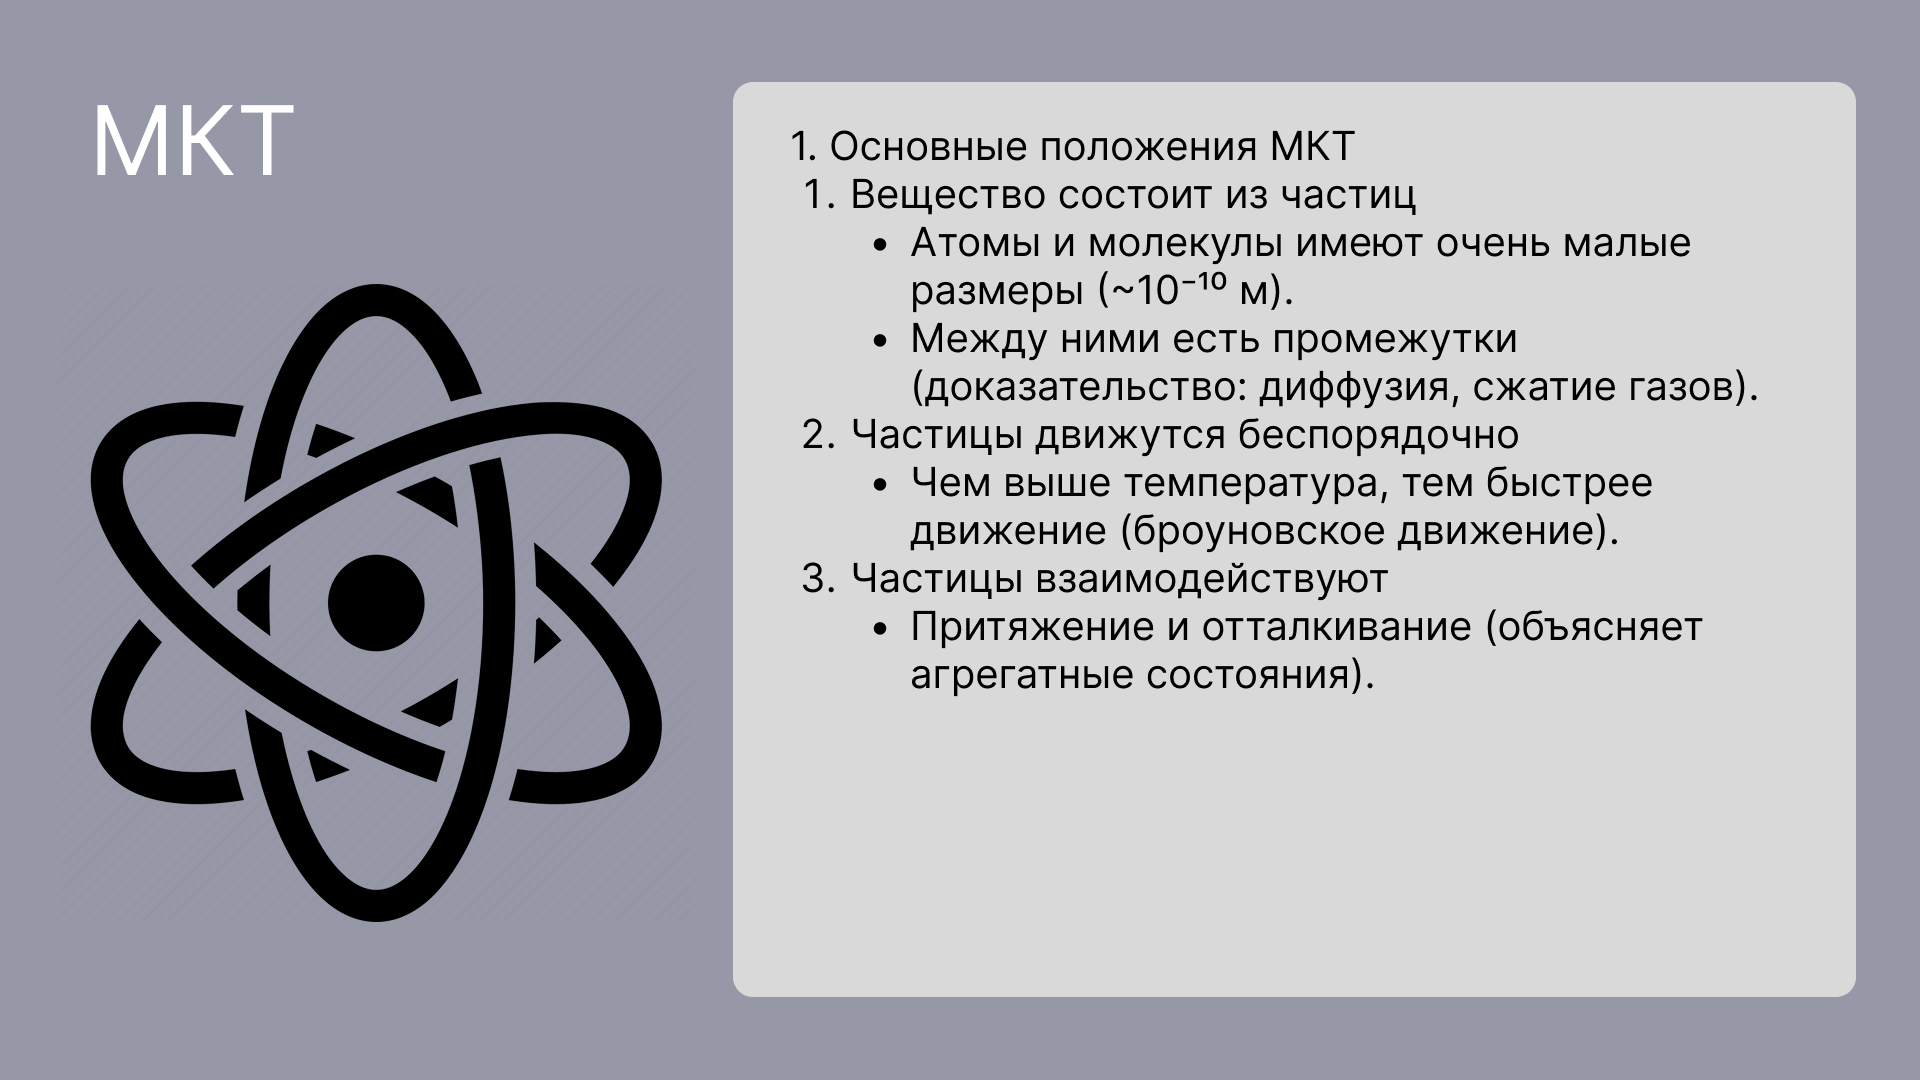 МКТ
1. Основные положения МКТ
1. Вещество состоит из частиц
• Атомы и молекулы имеют очень малые
размеры (~10⁻¹⁰ м).
• Между ними есть промежутки
(доказательство: диффузия, сжатие газов).
2. Частицы движутся беспорядочно
• Чем выше температура, тем быстрее
движение (броуновское движение).
3. Частицы взаимодействуют
• Притяжение и отталкивание (объясняет
агрегатные состояния).